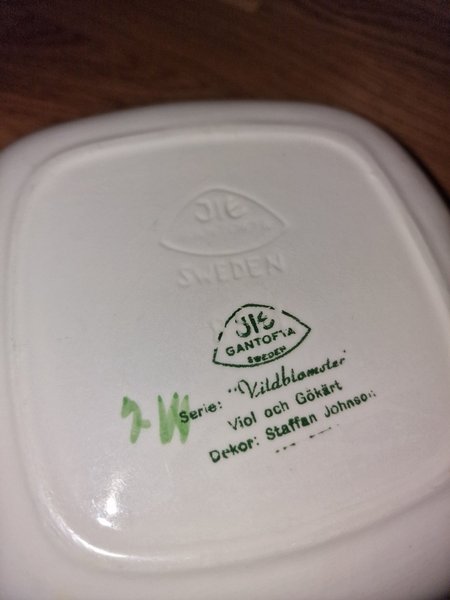 JIE
SWEDEN
JIE
GANTOFTA
SWEDEN
Serie: "Vildblomster"
Viol och Gökärt
Dekor: Staffan Johnson